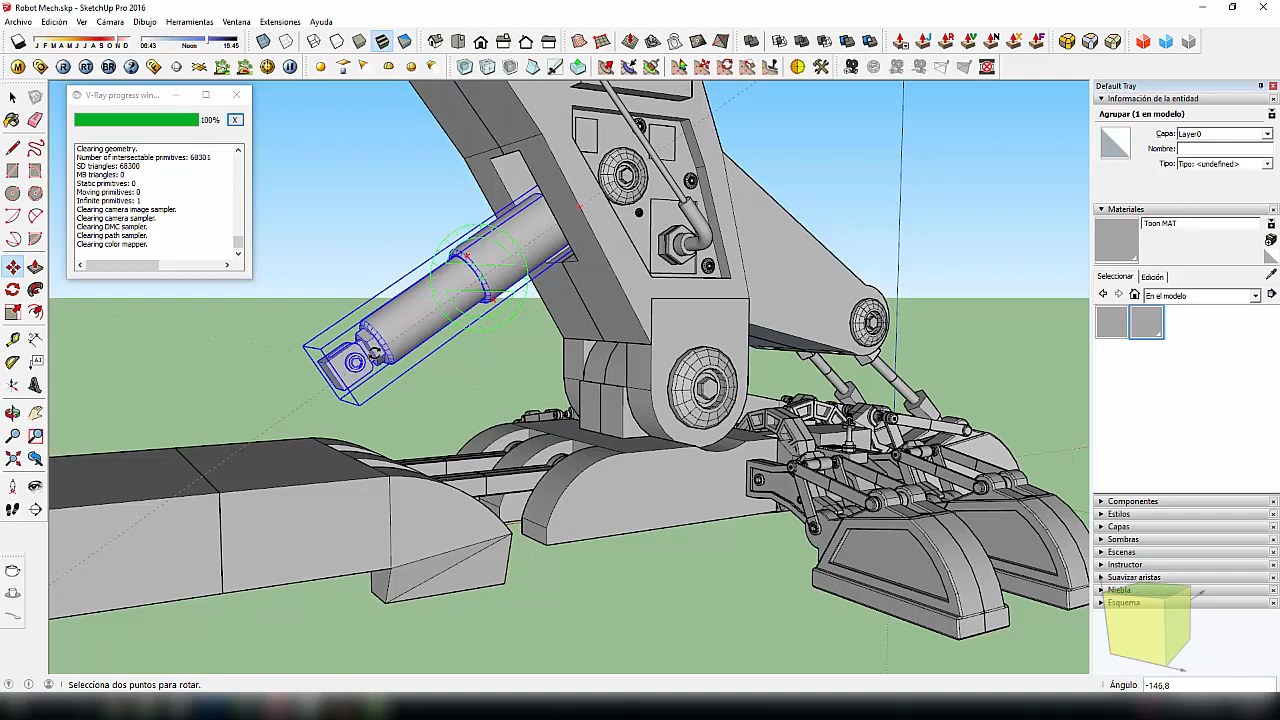 Robot Mech.skp - SketchUp Pro 2016
Archivo Edición Ver Cámara Dibujo Herramientas Ventana Extensiones Ayuda
J F M A M J J A S O N D 06:43 Noon 16:45
M R RT BR J R V N X F
V-Ray progress win...
100% X
Clearing geometry.
Number of intersectable primitives: 68301
SD triangles: 68300
MB triangles: 0
Static primitives: 0
Moving primitives: 0
Infinite primitives: 1
Clearing camera image sampler.
Clearing camera sampler.
Clearing DMC sampler.
Clearing path sampler.
Clearing color mapper.
Default Tray
Información de la entidad
Agrupar (1 en modelo)
Capa: Layer0
Nombre:
Tipo: Tipo: <undefined>
Materiales
Toon MAT
Seleccionar Edición
En el modelo
Componentes
Estilos
Capas
Sombras
Escenas
Instructor
Suavizar aristas
Niebla
Esquema
Selecciona dos puntos para rotar.
Ángulo -146,8